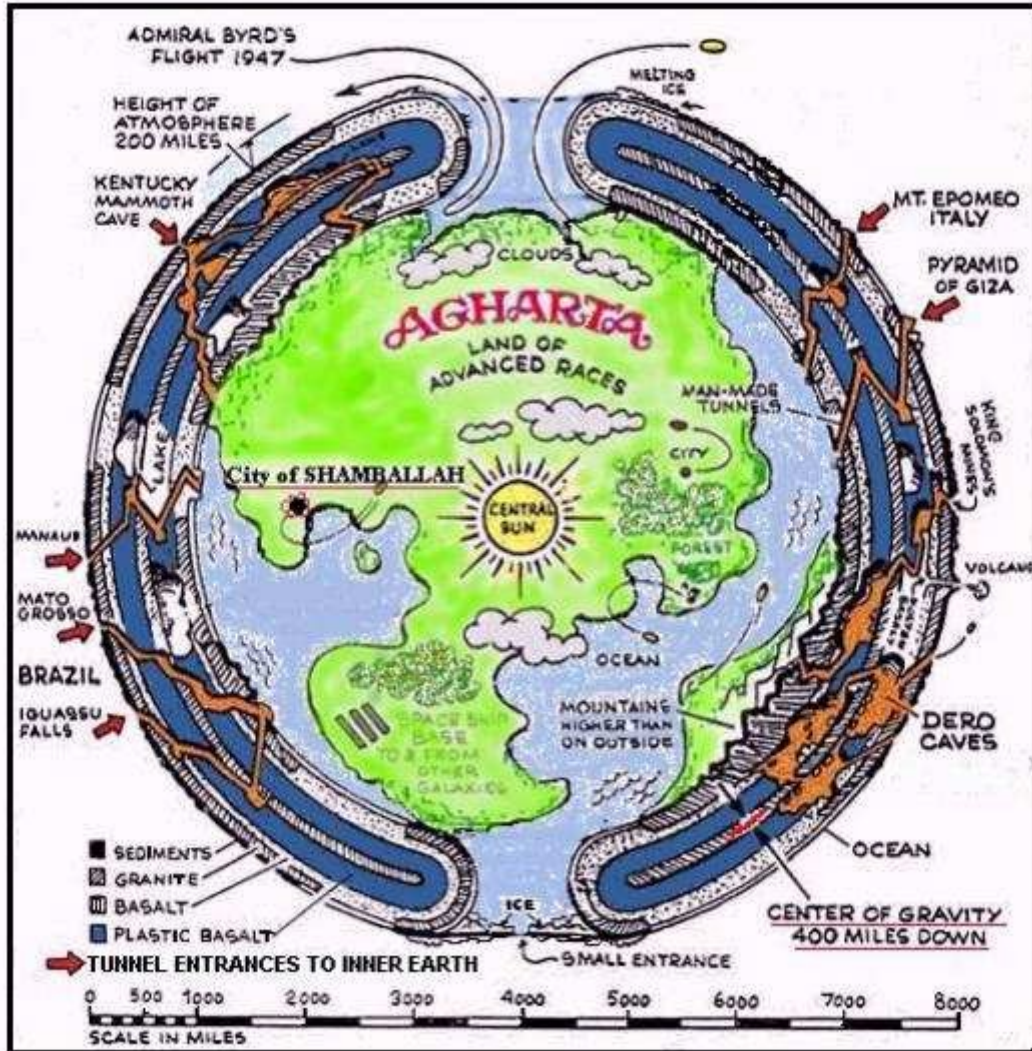 ADMIRAL BYRD'S
FLIGHT 1947
MELTING
ICE
HEIGHT OF
ATMOSPHERE
200 MILES
LAKE
KENTUCKY
MAMMOTH
CAVE
MT. EPOMEO
ITALY
PYRAMID
OF GIZA
CLOUDS
AGHARTA
LAND OF
ADVANCED RACES
MAN-MADE
TUNNELS
KING
SOLOMONS
MINES
CITY
City of SHAMBALLAH
LAKE
CENTRAL
SUN
FOREST
MANAUS
VOLCANO
MATO
GROSSO
BRAZIL
IGUASSU
FALLS
OCEAN
SPACE SHIP
BASE
TO & FROM
OTHER
GALAXIES
MOUNTAINS
HIGHER THAN
ON OUTSIDE
DERO
CAVES
OCEAN
SEDIMENTS
GRANITE
BASALT
PLASTIC BASALT
ICE
SMALL ENTRANCE
CENTER OF GRAVITY
400 MILES DOWN
TUNNEL ENTRANCES TO INNER EARTH
0 500 1000 2000 3000 4000 5000 6000 7000 8000
SCALE IN MILES